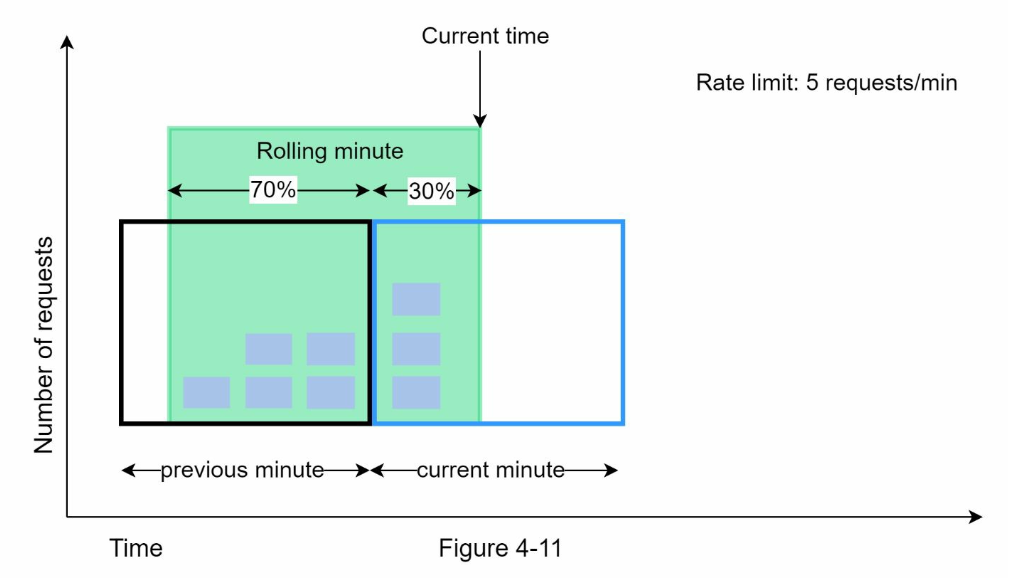 Current time
Rate limit: 5 requests/min
Rolling minute
70%
30%
Number of requests
previous minute
current minute
Time
Figure 4-11